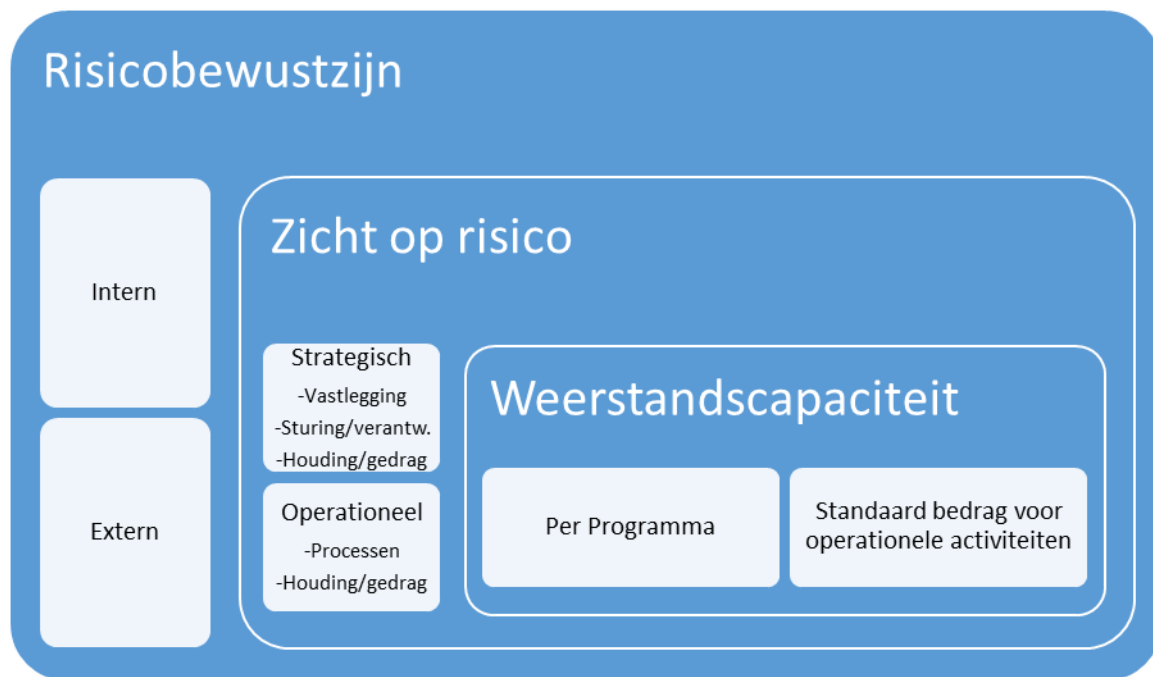 Risicobewustzijn
Intern
Extern
Zicht op risico
Strategisch
-Vastlegging
-Sturing/verantw.
-Houding/gedrag
Operationeel
-Processen
-Houding/gedrag
Weerstandscapaciteit
Per Programma
Standaard bedrag voor
operationele activiteiten